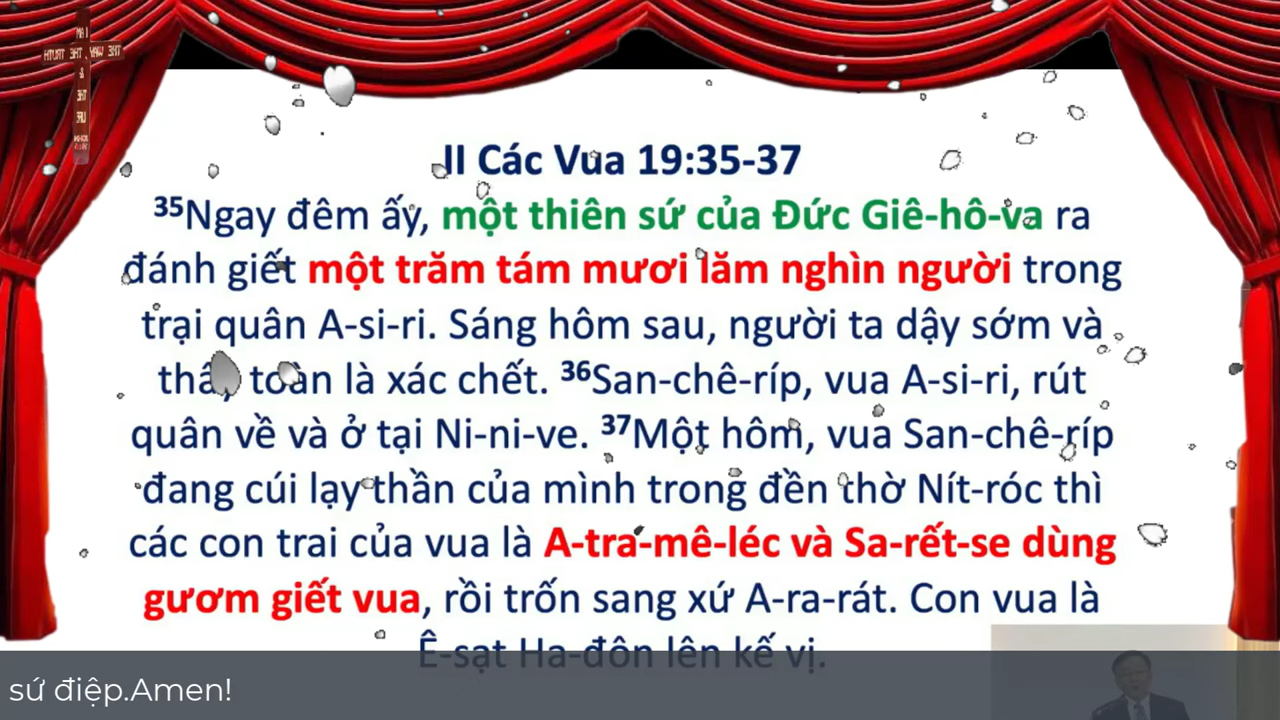 II Các Vua 19:35-37
³⁵Ngay đêm ấy, một thiên sứ của Đức Giê-hô-va ra
đánh giết một trăm tám mươi lăm nghìn người trong
trại quân A-si-ri. Sáng hôm sau, người ta dậy sớm và
thấy toàn là xác chết. ³⁶San-chê-ríp, vua A-si-ri, rút
quân về và ở tại Ni-ni-ve. ³⁷Một hôm, vua San-chê-ríp
đang cúi lạy thần của mình trong đền thờ Nít-róc thì
các con trai của vua là A-tra-mê-léc và Sa-rết-se dùng
gươm giết vua, rồi trốn sang xứ A-ra-rát. Con vua là
Ê-sạt Ha-đôn lên kế vị.
sứ điệp.Amen!